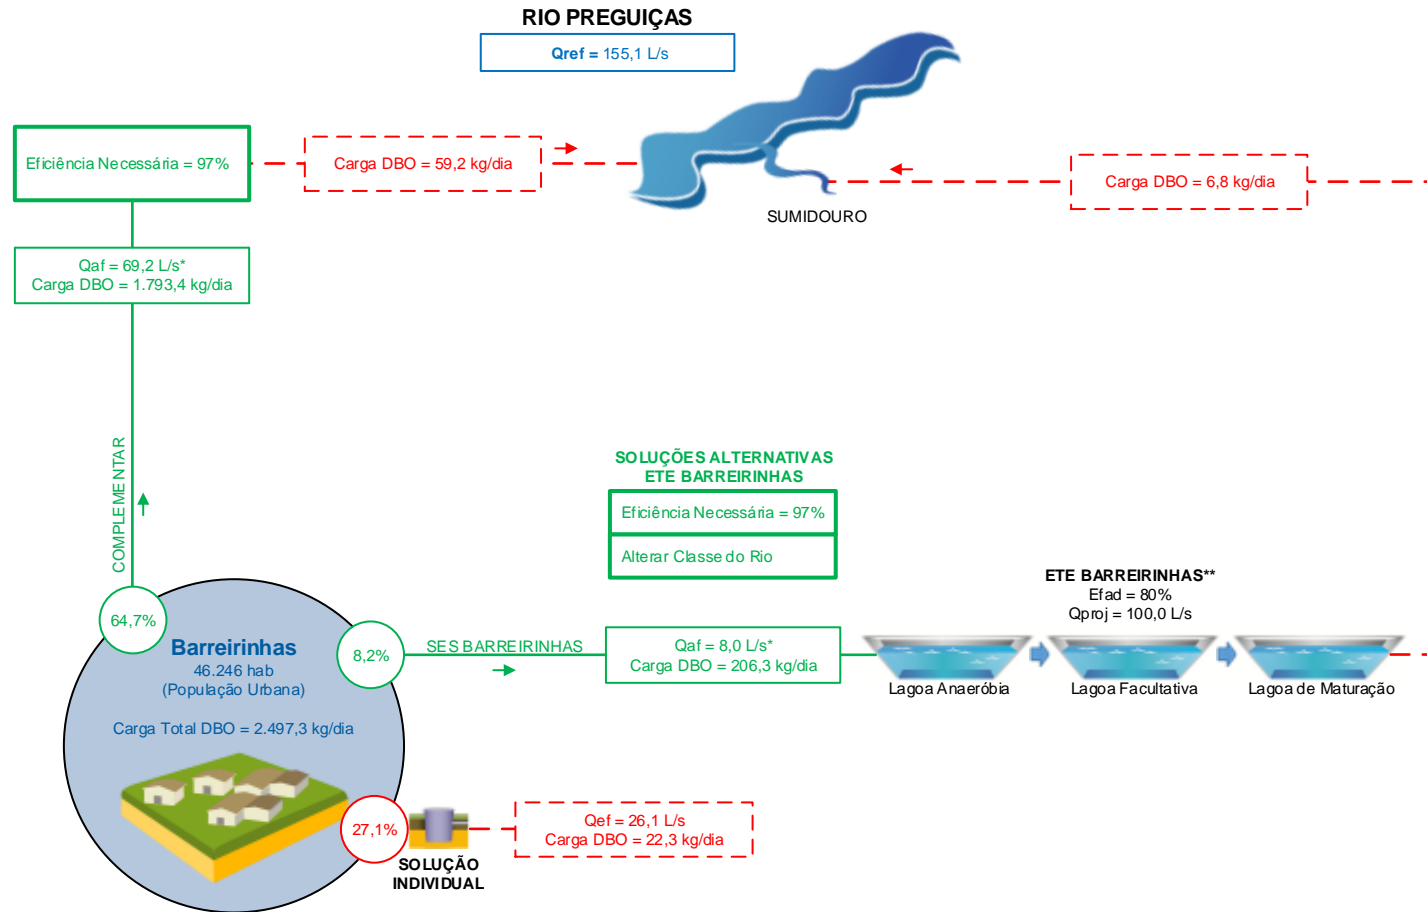 RIO PREGUIÇAS
Qref = 155,1 L/s
Eficiência Necessária = 97%
Carga DBO = 59,2 kg/dia
Carga DBO = 6,8 kg/dia
SUMIDOURO
Qaf = 69,2 L/s*
Carga DBO = 1.793,4 kg/dia
COMPLEMENTAR
SOLUÇÕES ALTERNATIVAS
ETE BARREIRINHAS
Eficiência Necessária = 97%
Alterar Classe do Rio
ETE BARREIRINHAS**
Efad = 80%
Qproj = 100,0 L/s
64,7%
Barreirinhas
46.246 hab
(População Urbana)
Carga Total DBO = 2.497,3 kg/dia
8,2%
SES BARREIRINHAS
Qaf = 8,0 L/s*
Carga DBO = 206,3 kg/dia
Lagoa Anaeróbia
Lagoa Facultativa
Lagoa de Maturação
27,1%
SOLUÇÃO
INDIVIDUAL
Qef = 26,1 L/s
Carga DBO = 22,3 kg/dia